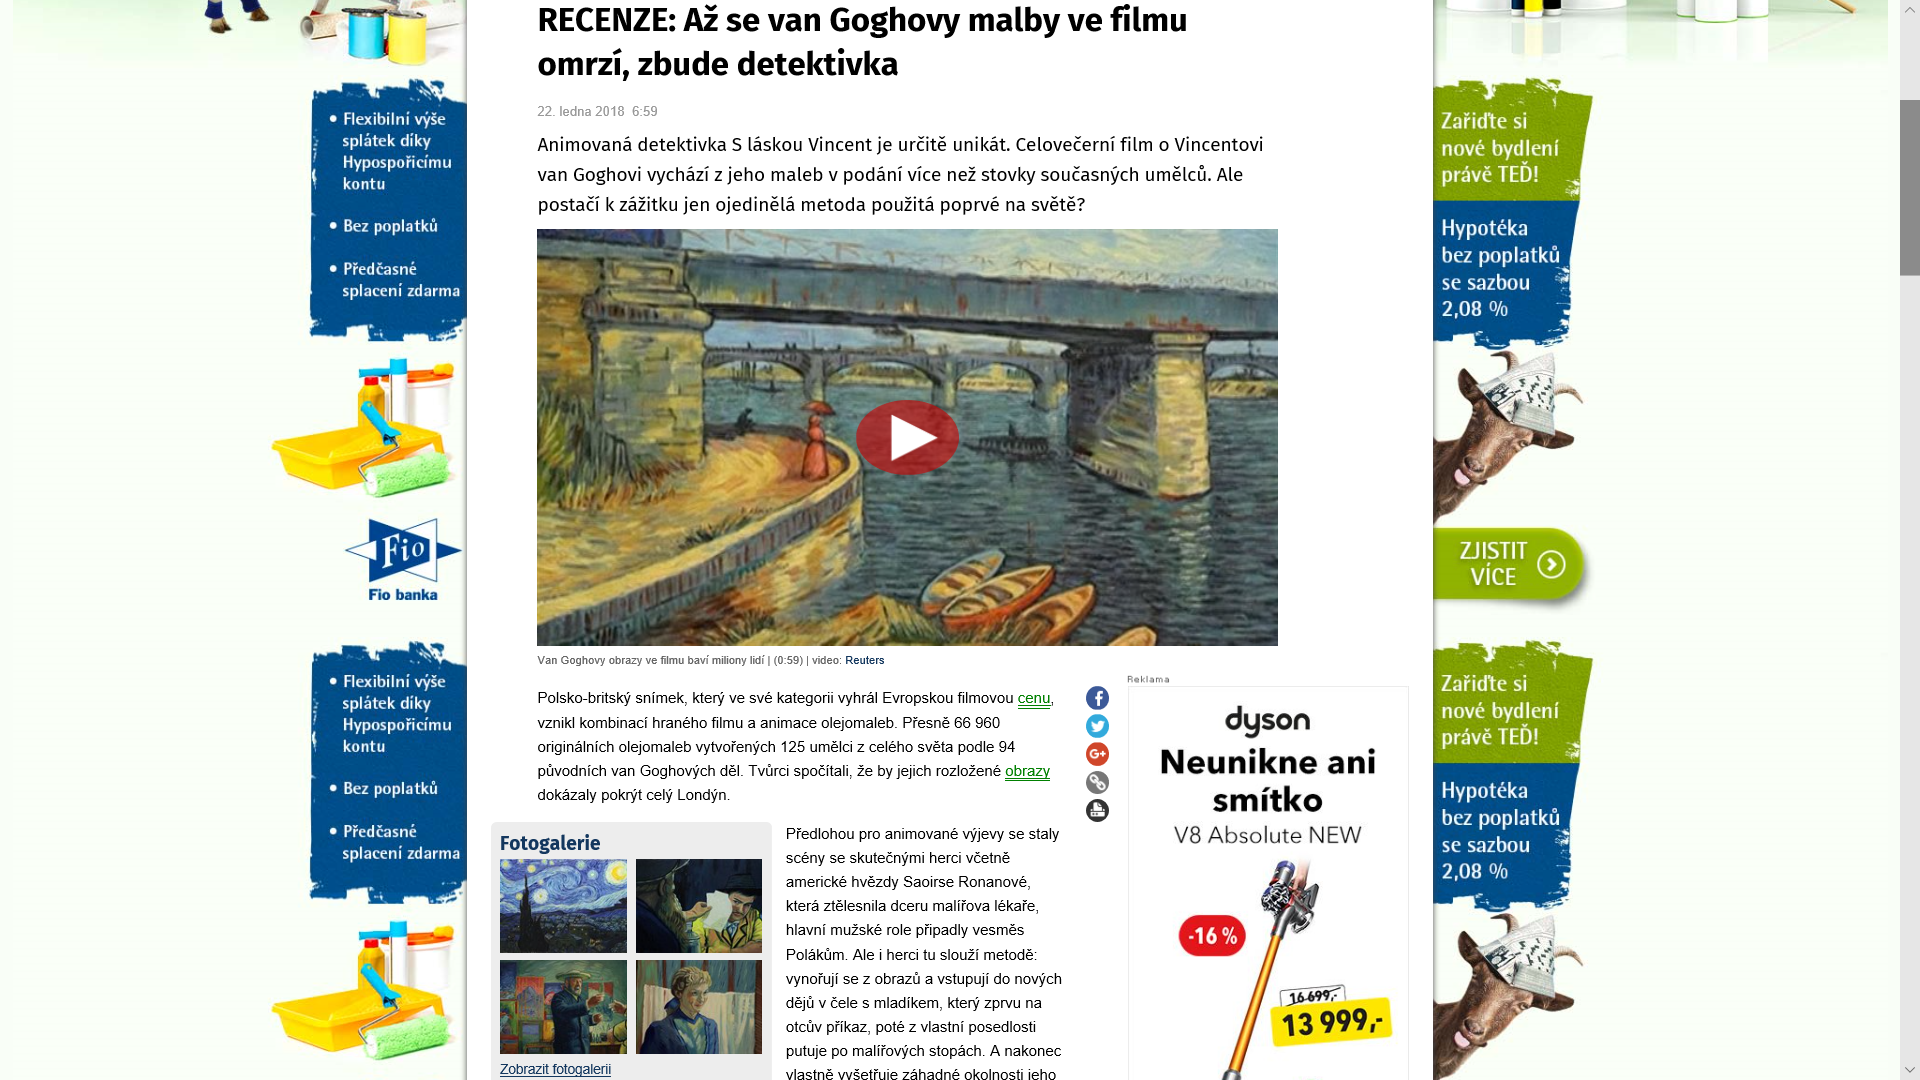 RECENZE: Až se van Goghovy malby ve filmu
omrzí, zbude detektivka
22. ledna 2018  6:59
Animovaná detektivka S láskou Vincent je určitě unikát. Celovečerní film o Vincentovi
van Goghovi vychází z jeho maleb v podání více než stovky současných umělců. Ale
postačí k zážitku jen ojedinělá metoda použitá poprvé na světě?
Van Goghovy obrazy ve filmu baví miliony lidí | (0:59) | video: Reuters
Polsko-britský snímek, který ve své kategorii vyhrál Evropskou filmovou cenu,
vznikl kombinací hraného filmu a animace olejomaleb. Přesně 66 960
originálních olejomaleb vytvořených 125 umělci z celého světa podle 94
původních van Goghových děl. Tvůrci spočítali, že by jejich rozložené obrazy
dokázaly pokrýt celý Londýn.
Fotogalerie
Zobrazit fotogalerii
Předlohou pro animované výjevy se staly
scény se skutečnými herci včetně
americké hvězdy Saoirse Ronanové,
která ztělesnila dceru malířova lékaře,
hlavní mužské role připadly vesměs
Polákům. Ale i herci tu slouží metodě:
vynořují se z obrazů a vstupují do nových
dějů v čele s mladíkem, který zprvu na
otcův příkaz, poté z vlastní posedlosti
putuje po malířových stopách. A nakonec
vlastně vyšetřuje záhadné okolnosti jeho
Reklama
dyson
Neunikne ani
smítko
V8 Absolute NEW
-16 %
16 699,-
13 999,-
• Flexibilní výše
splátek díky
Hypospořicímu
kontu
• Bez poplatků
• Předčasné
splacení zdarma
Fio
Fio banka
• Flexibilní výše
splátek díky
Hypospořicímu
kontu
• Bez poplatků
• Předčasné
splacení zdarma
Zařiďte si
nové bydlení
právě TEĎ!
Hypotéka
bez poplatků
se sazbou
2,08 %
ZJISTIT
VÍCE
Zařiďte si
nové bydlení
právě TEĎ!
Hypotéka
bez poplatků
se sazbou
2,08 %